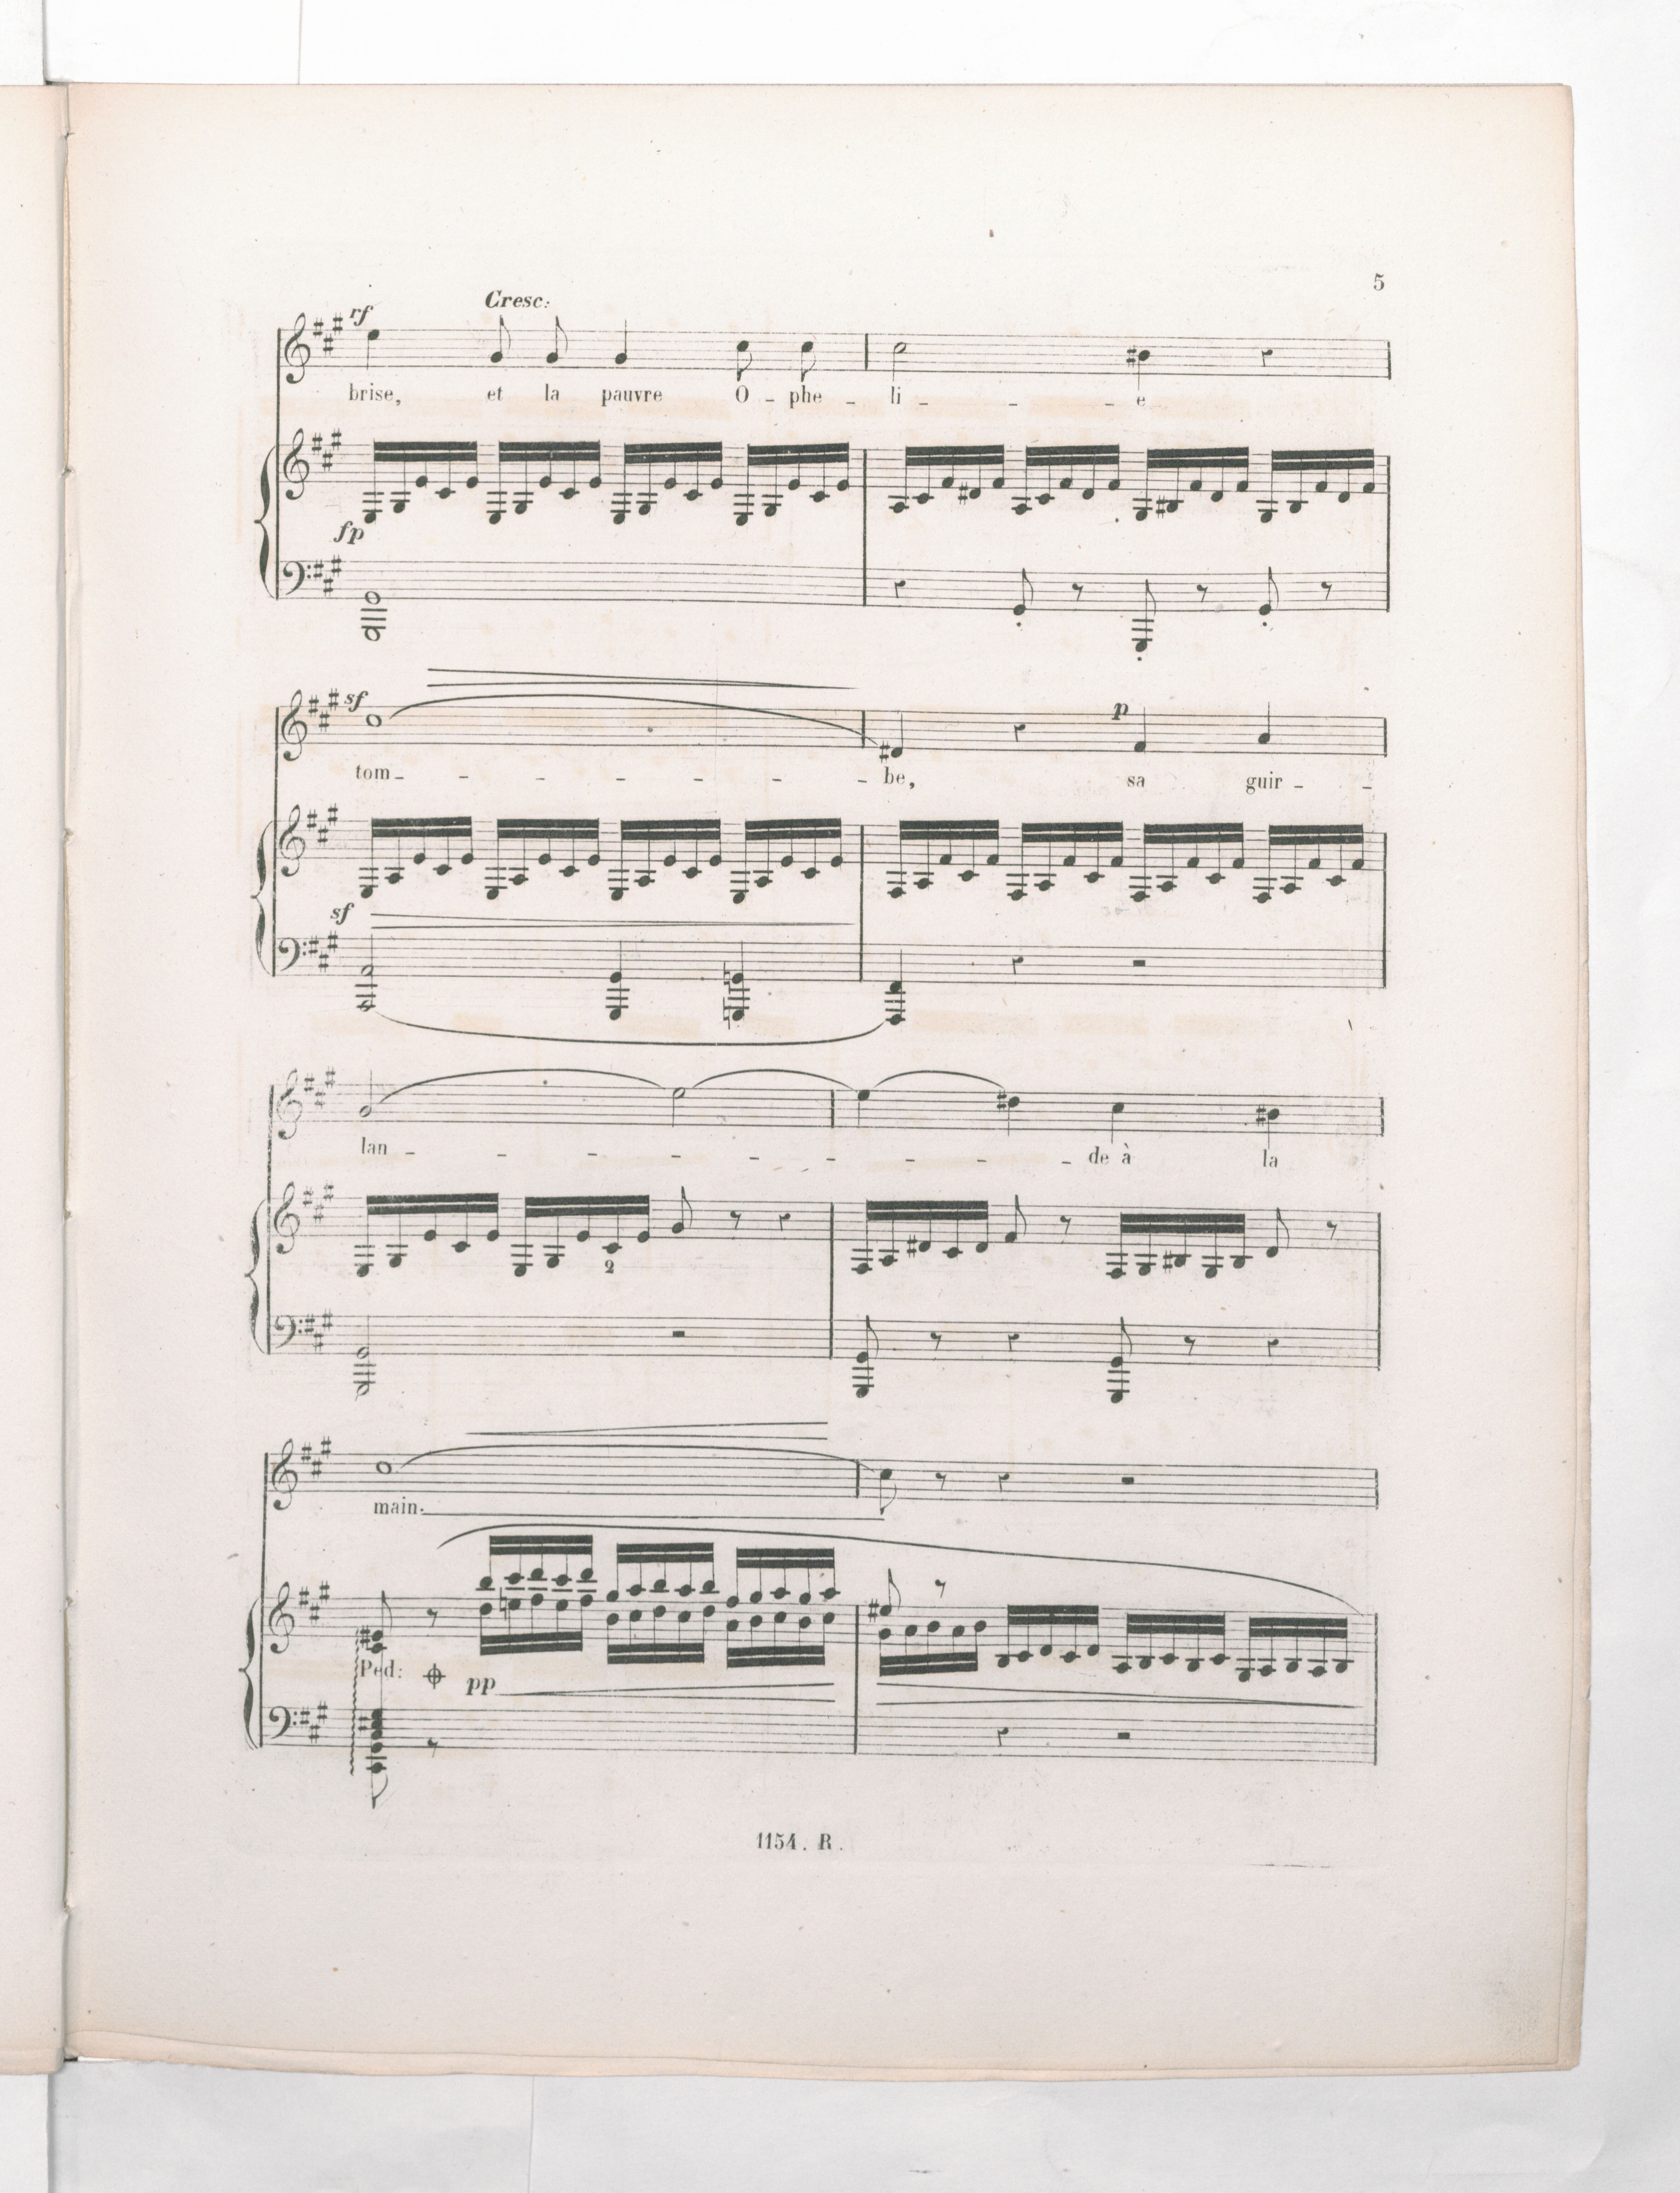 5
rf Cresc:
brise, et la pauvre O - phe - li - - - e
fp
sf p
tom - - - - - - be, sa guir - -
sf
lan - - - - - - - - - de à la
2
main.
Ped: pp
1154. R.